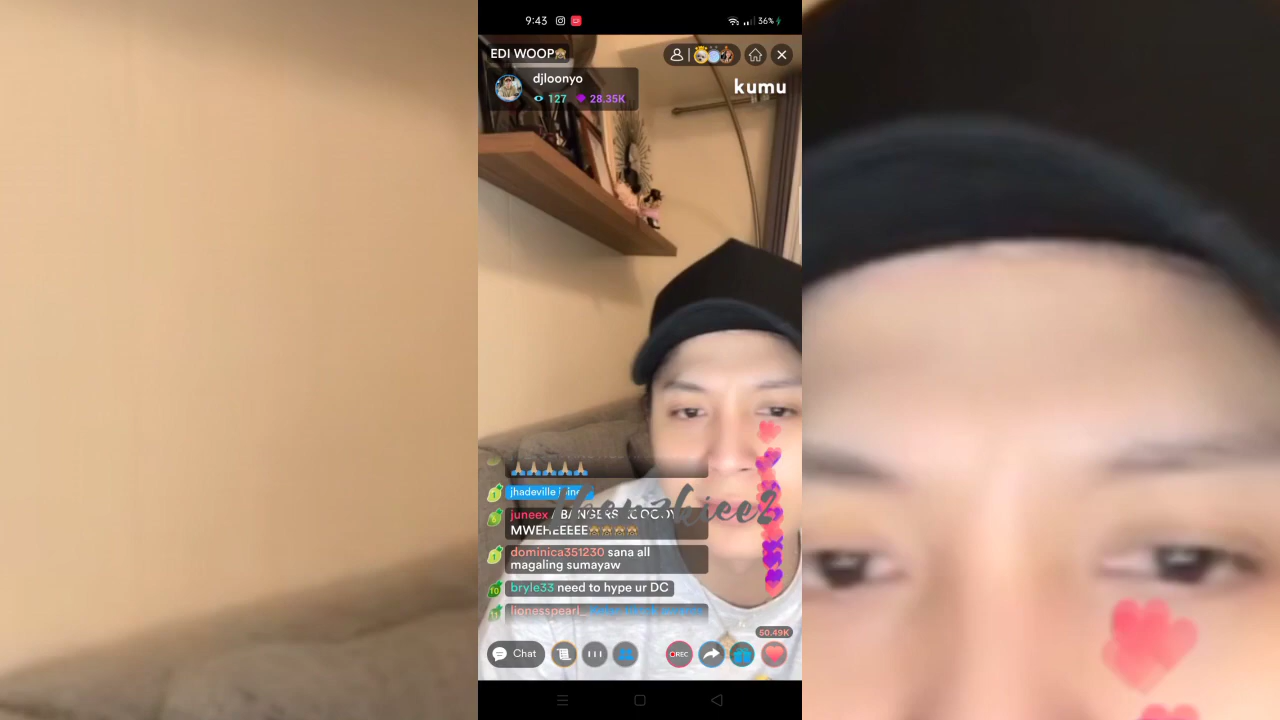 9:43
36%
EDI WOOP🙈
djloonyo
127 28.35K
kumu
🙏🙏🙏🙏🙏
jhadeville
juneex
MWEHEEEEE🙈🙈🙈🙈
dominica351230 sana all
magaling sumayaw
bryle33 need to hype ur DC
lionesspearl_
50.49K
Chat
REC